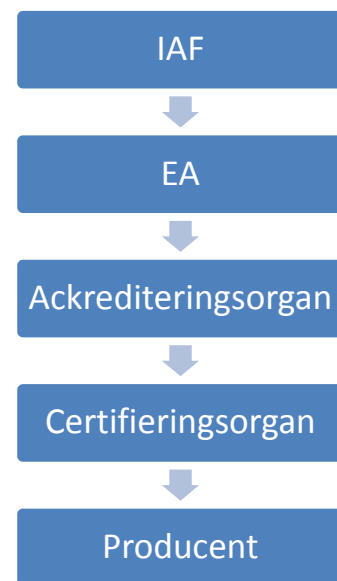 IAF
EA
Ackrediteringsorgan
Certifieringsorgan
Producent